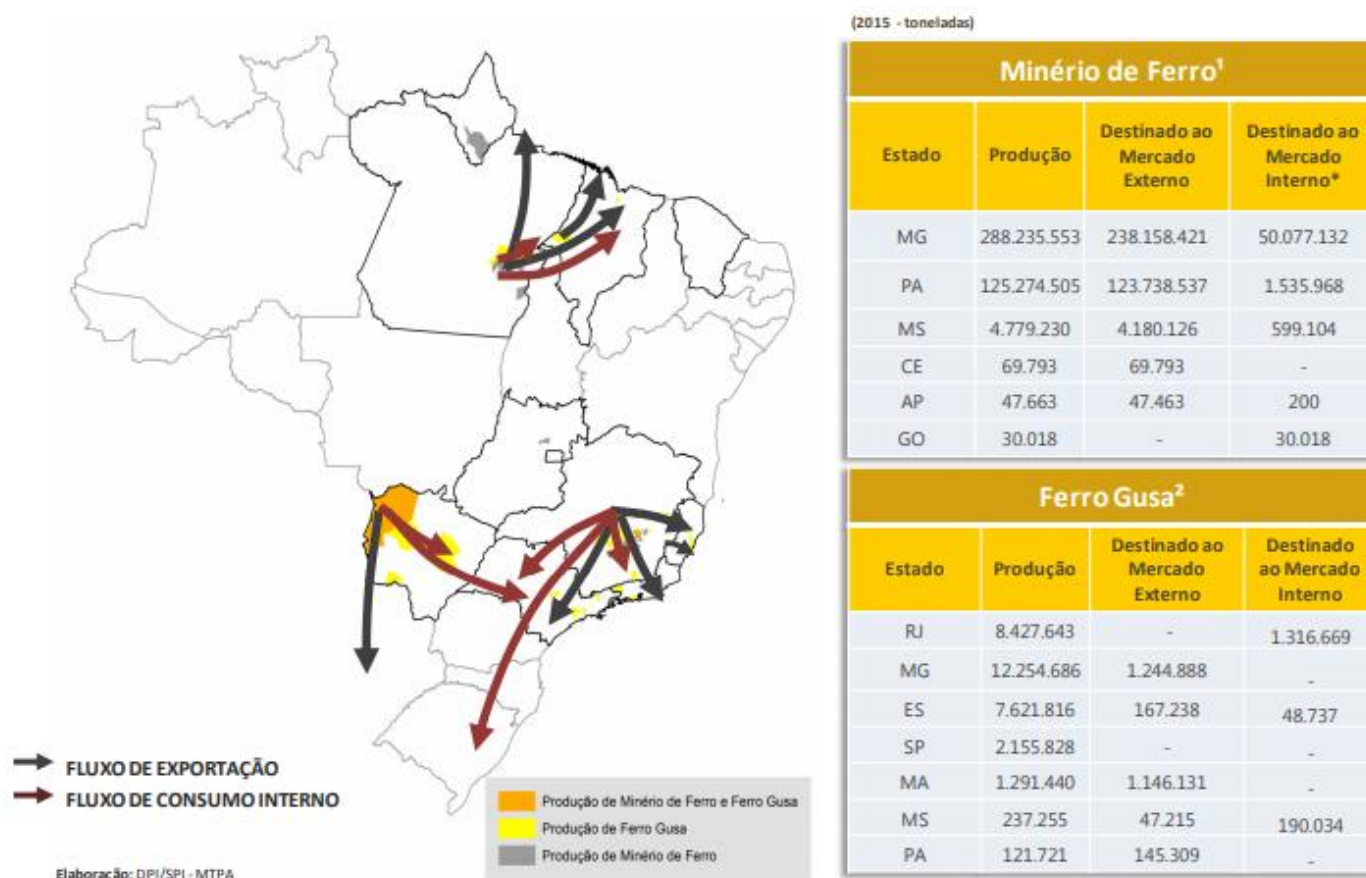 (2015 - toneladas)
Minério de Ferro¹
Estado Produção Destinado ao Mercado Externo Destinado ao Mercado Interno*
MG 288.235.553 238.158.421 50.077.132
PA 125.274.505 123.738.537 1.535.968
MS 4.779.230 4.180.126 599.104
CE 69.793 69.793 -
AP 47.663 47.463 200
GO 30.018 - 30.018
Ferro Gusa²
Estado Produção Destinado ao Mercado Externo Destinado ao Mercado Interno
RJ 8.427.643 - 1.316.669
MG 12.254.686 1.244.888 -
ES 7.621.816 167.238 48.737
SP 2.155.828 - -
MA 1.291.440 1.146.131 -
MS 237.255 47.215 190.034
PA 121.721 145.309 -
FLUXO DE EXPORTAÇÃO
FLUXO DE CONSUMO INTERNO
Produção de Minério de Ferro e Ferro Gusa
Produção de Ferro Gusa
Produção de Minério de Ferro
Elaboração: DPI/SPI - MTPA